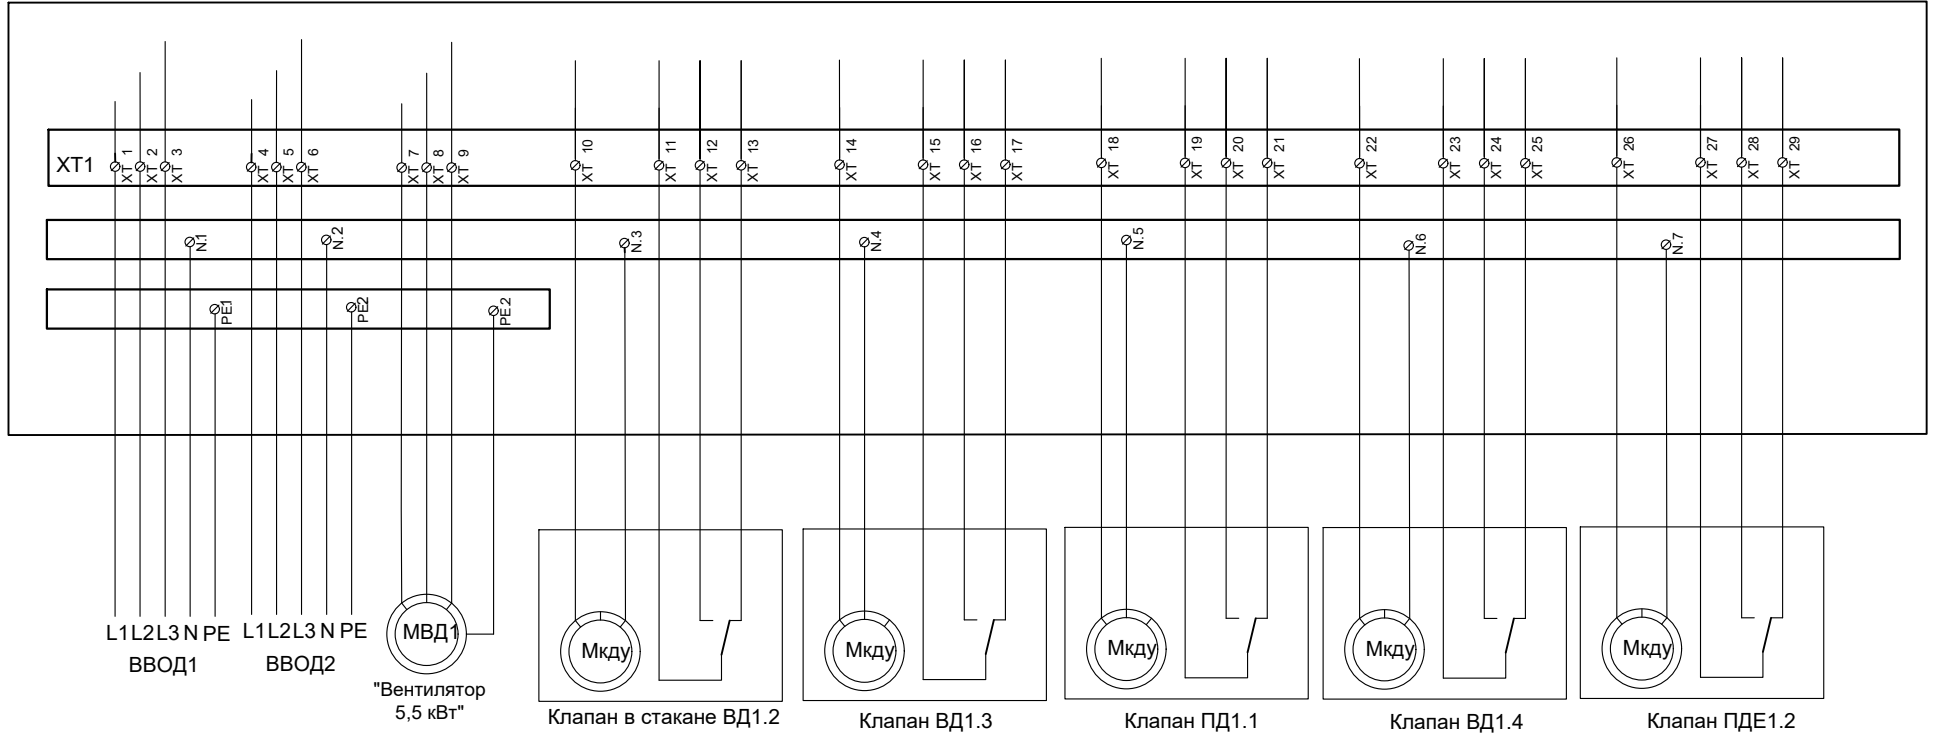 XT1
XT 1
XT 2
XT 3
XT 4
XT 5
XT 6
XT 7
XT 8
XT 9
XT 10
XT 11
XT 12
XT 13
XT 14
XT 15
XT 16
XT 17
XT 18
XT 19
XT 20
XT 21
XT 22
XT 23
XT 24
XT 25
XT 26
XT 27
XT 28
XT 29
N.1
N.2
N.3
N.4
N.5
N.6
N.7
PE1
PE2
PE.2
L1 L2 L3 N PE
ВВОД1
L1 L2 L3 N PE
ВВОД2
МВД1
"Вентилятор
5,5 кВт"
Мкду
Клапан в стакане ВД1.2
Мкду
Клапан ВД1.3
Мкду
Клапан ПД1.1
Мкду
Клапан ВД1.4
Мкду
Клапан ПДЕ1.2